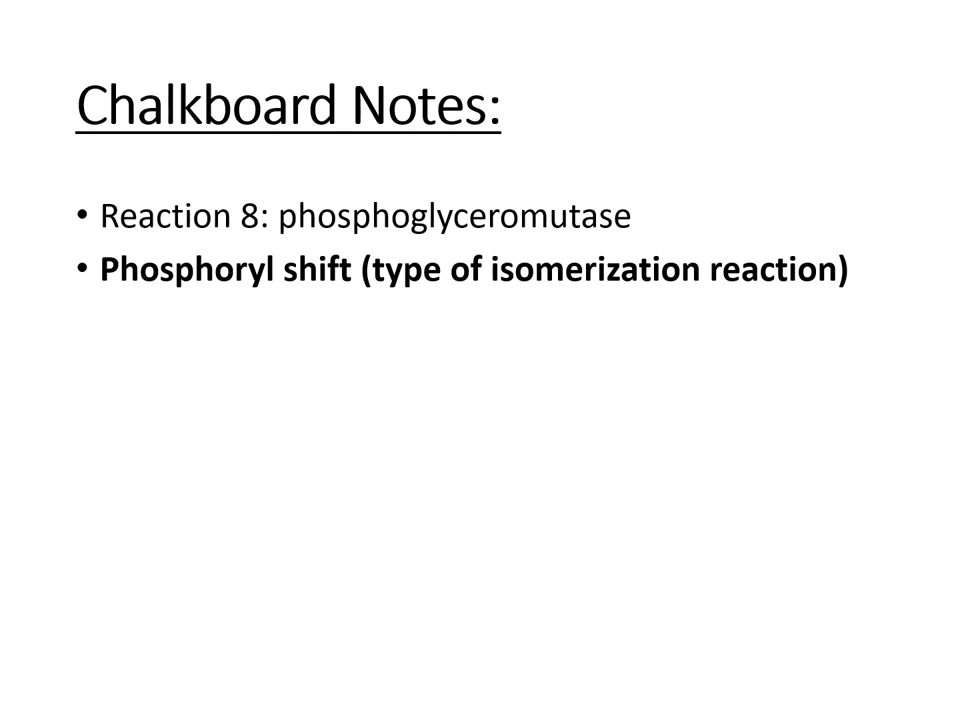 Chalkboard Notes:
• Reaction 8: phosphoglyceromutase
• Phosphoryl shift (type of isomerization reaction)